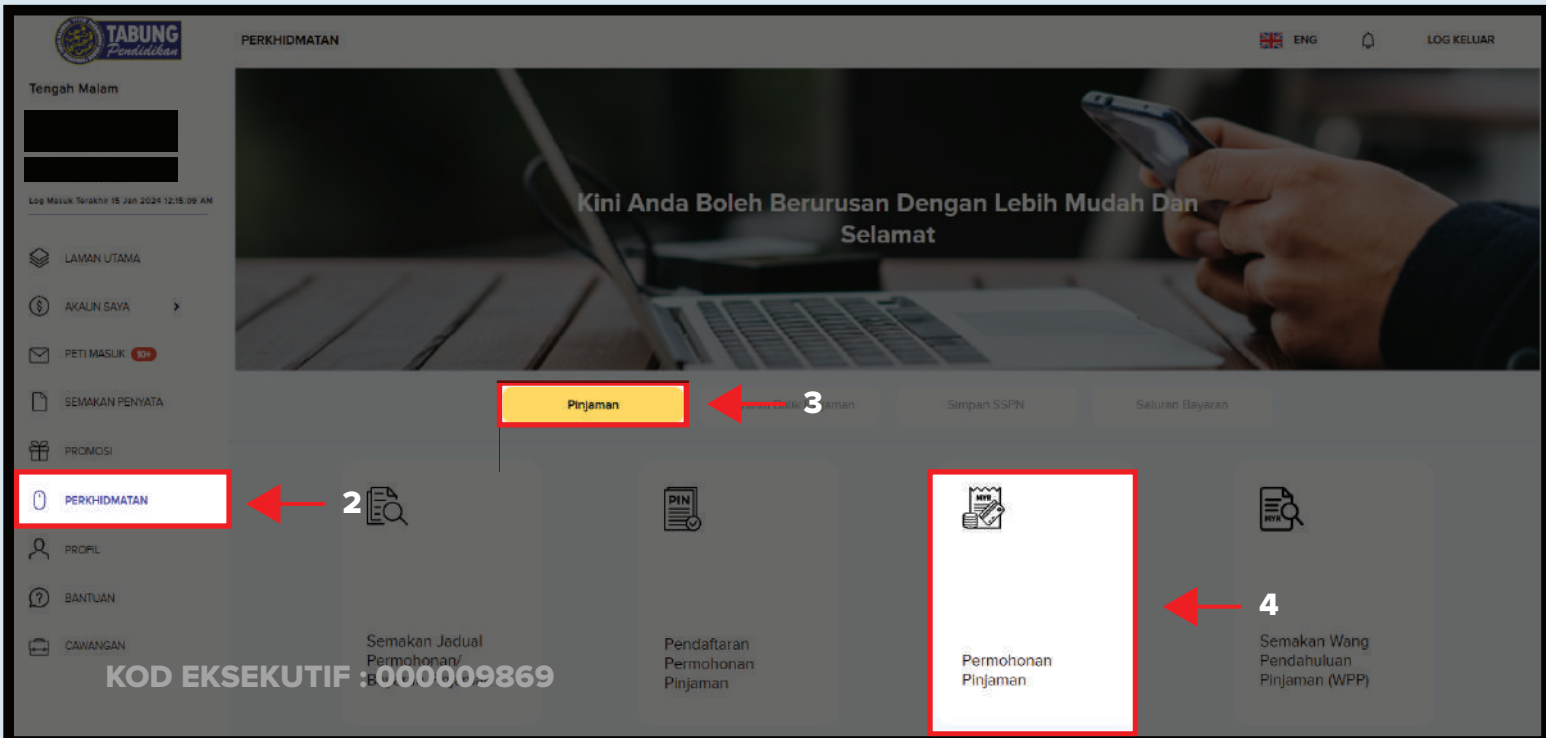 TABUNG
Pendidikan
PERKHIDMATAN
ENG
LOG KELUAR
Tengah Malam
Log Masuk Terakhir 15 Jan 2024 12:15:09 AM
Kini Anda Boleh Berurusan Dengan Lebih Mudah Dan
Selamat
LAMAN UTAMA
AKAUN SAYA
PETI MASUK 10+
SEMAKAN PENYATA
PROMOSI
PERKHIDMATAN
PROFIL
BANTUAN
CAWANGAN
Pinjaman
3
Simpan SSPN
Saluran Bayaran
2
PIN
MYR
MYR
4
Semakan Jadual
Permohonan/
Pendaftaran
Permohonan
Pinjaman
Permohonan
Pinjaman
Semakan Wang
Pendahuluan
Pinjaman (WPP)
KOD EKSEKUTIF : 000009869